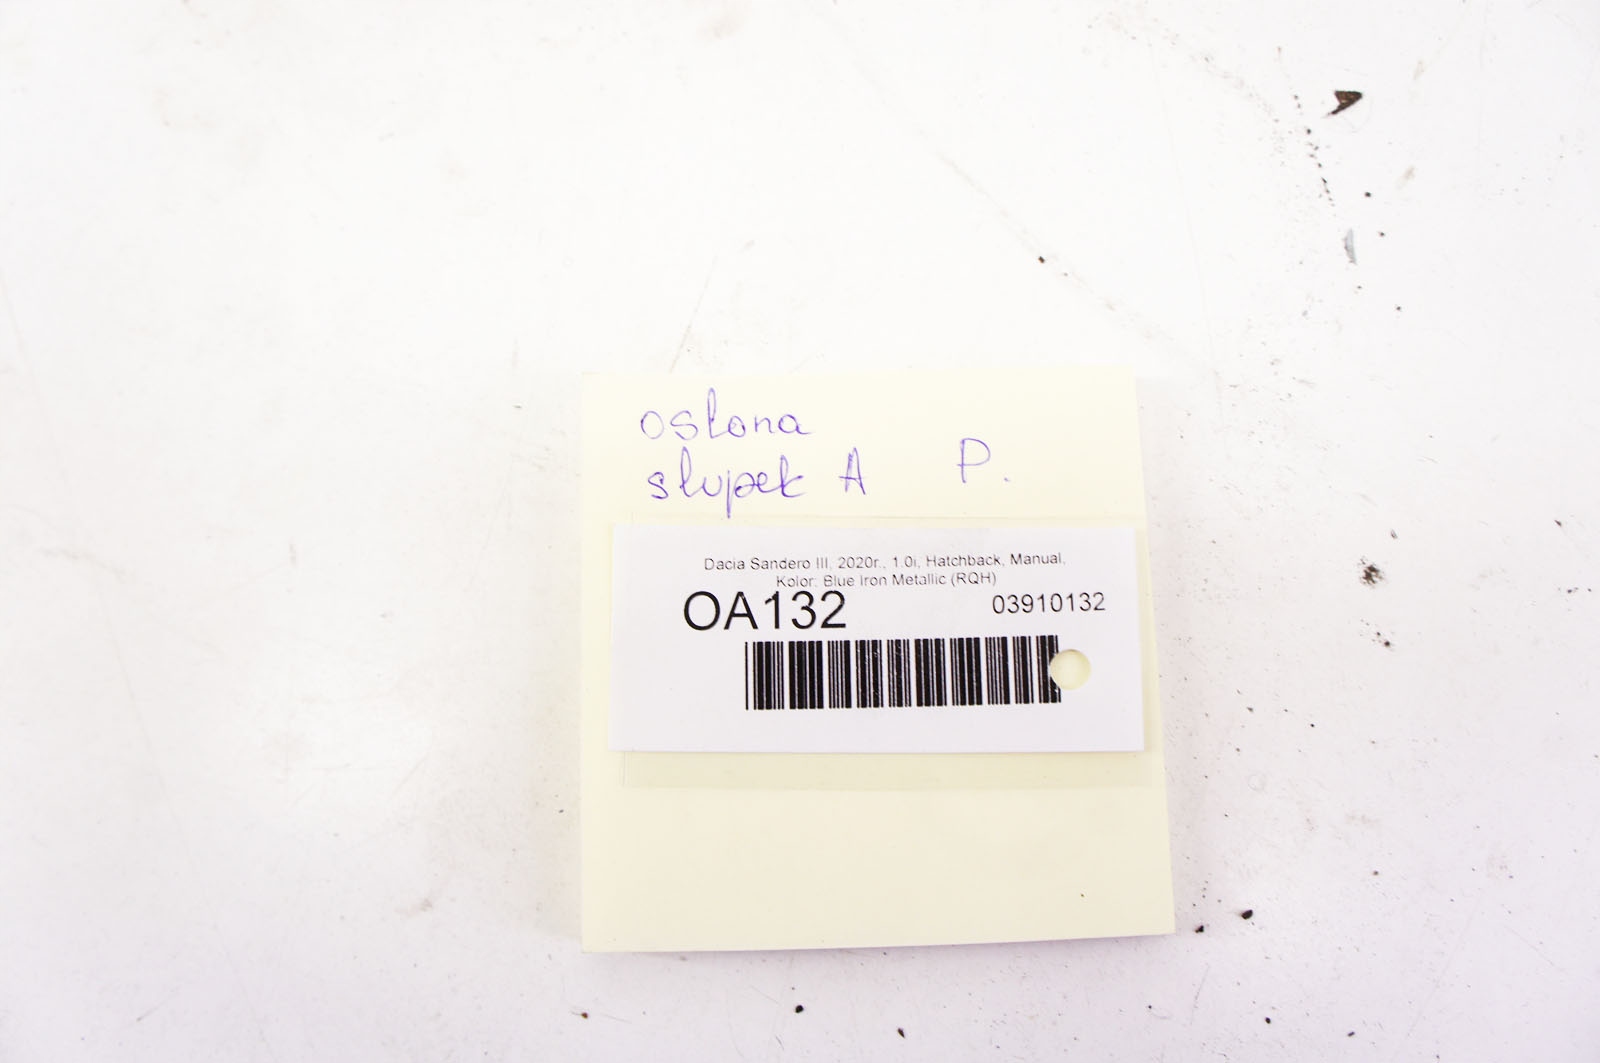 osłona
słupek A P.
Dacia Sandero III, 2020r., 1.0i, Hatchback, Manual,
Kolor: Blue Iron Metallic (RQH)
OA132 03910132